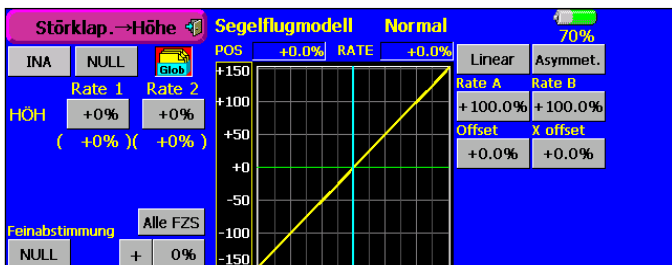 Störklap.→Höhe Segelflugmodell Normal 70%
POS +0.0% RATE +0.0%
INA NULL Glob Linear Asymmet.
+150
Rate 1 Rate 2 Rate A Rate B
+100
HÖH +0% +0% +100.0% +100.0%
( +0% )( +0% ) +50 Offset X offset
+0 +0.0% +0.0%
-50
Alle FZS
Feinabstimmung -100
NULL + 0% -150